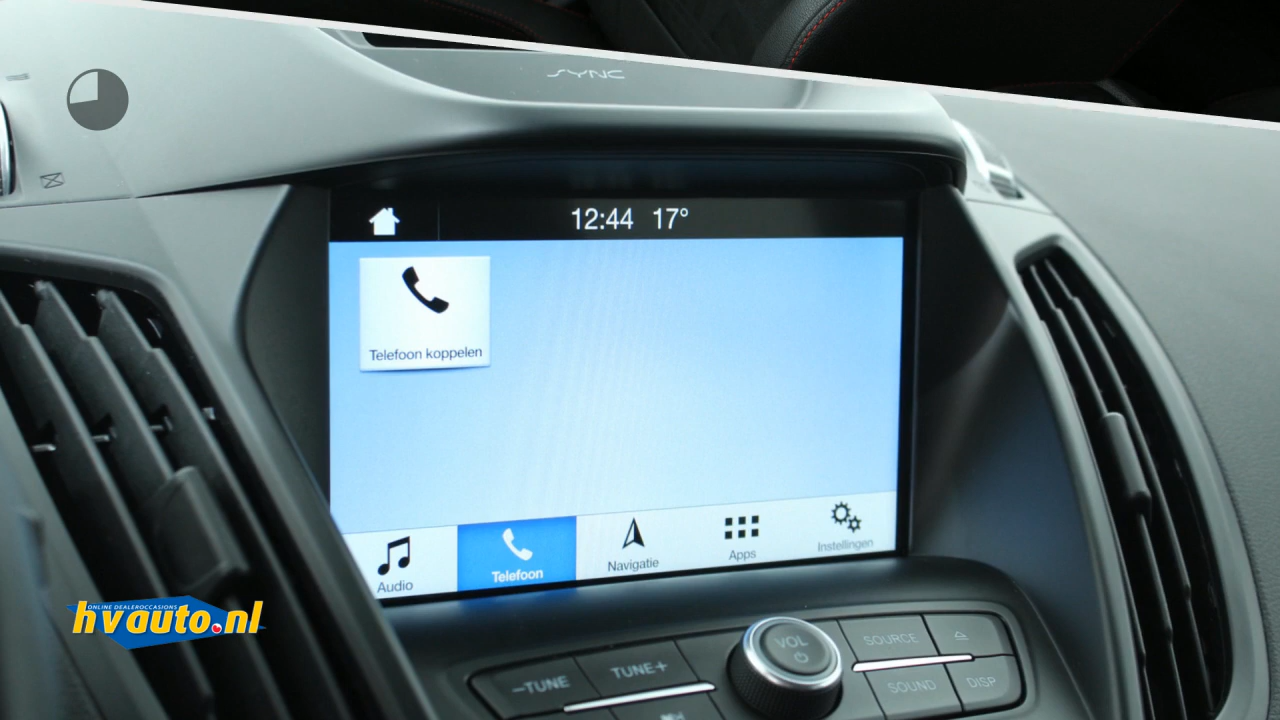 SYNC
12:44 17°
Telefoon koppelen
Audio
Telefoon
Navigatie
Apps
Instellingen
ONLINE DEALEROCCASIONS
hvauto.nl
VOL
SOURCE
−TUNE
TUNE+
SOUND
DISP